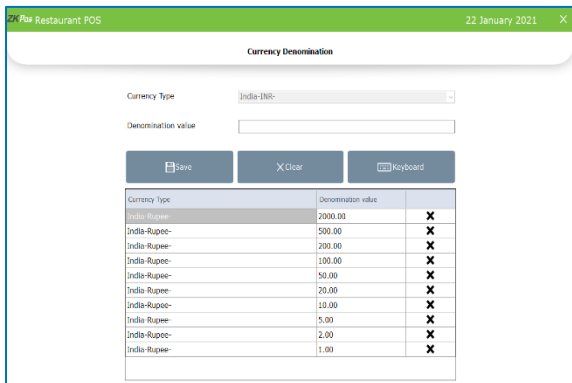 ZKPos Restaurant POS 22 January 2021 X
Currency Denomination
Currency Type India-INR-
Denomination value
Save Clear Keyboard
Currency Type Denomination value
India-Rupee- 2000.00 X
India-Rupee- 500.00 X
India-Rupee- 200.00 X
India-Rupee- 100.00 X
India-Rupee- 50.00 X
India-Rupee- 20.00 X
India-Rupee- 10.00 X
India-Rupee- 5.00 X
India-Rupee- 2.00 X
India-Rupee- 1.00 X